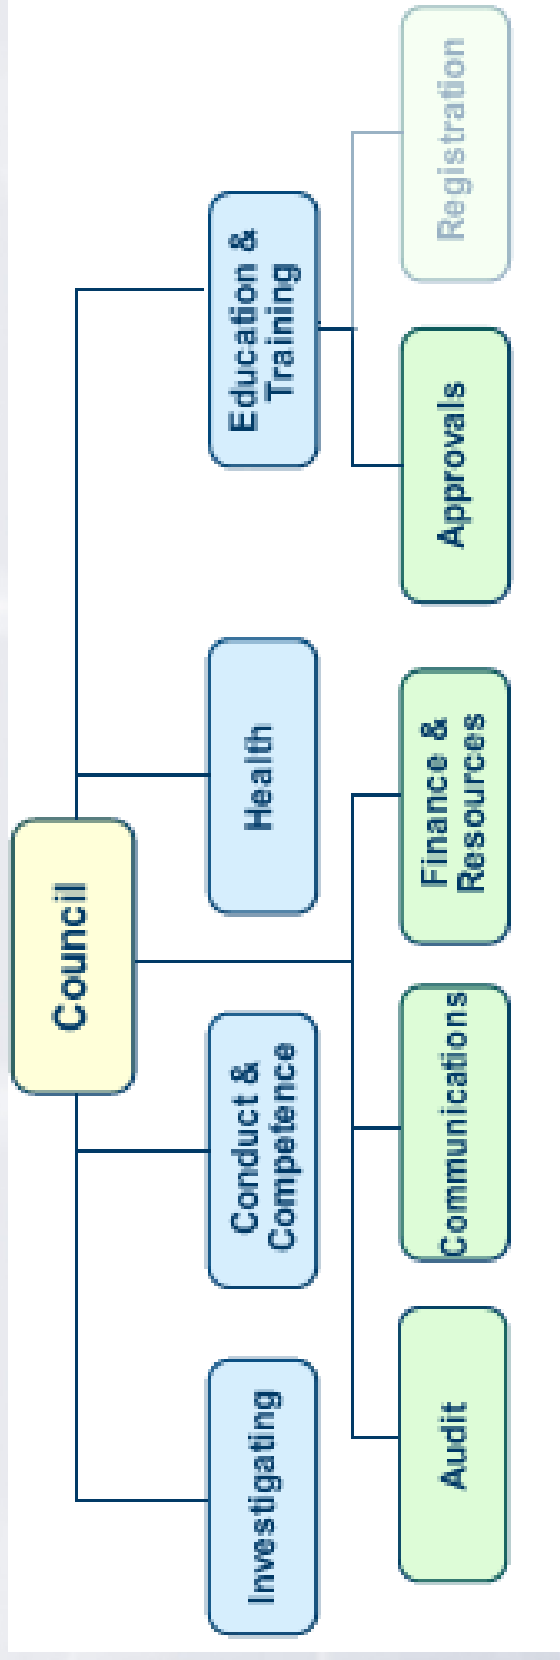 Council
Investigating
Conduct &
Competence
Health
Education &
Training
Audit
Communications
Finance &
Resources
Approvals
Registration